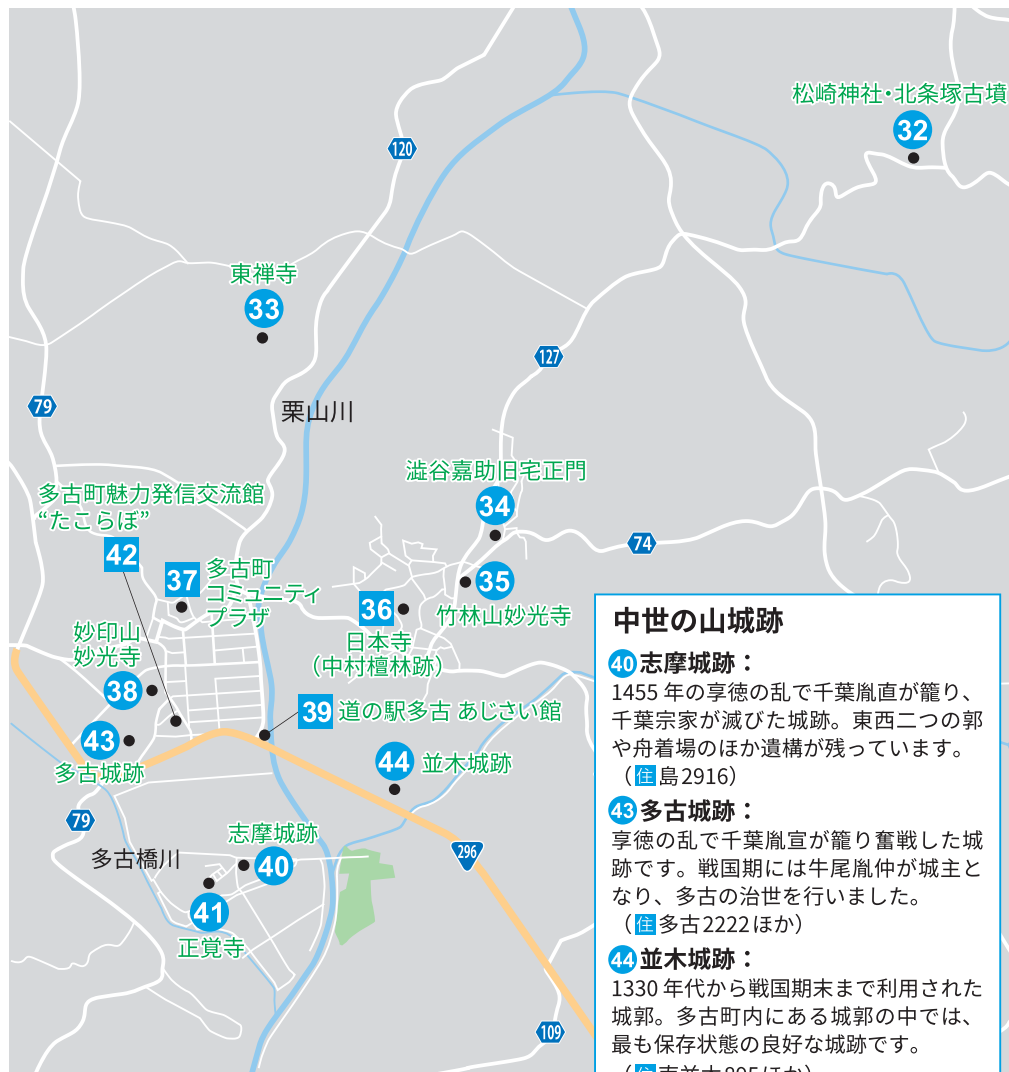 松崎神社・北条塚古墳
32
120
東禅寺
33
127
79
栗山川
澁谷嘉助旧宅正門
34
多古町魅力発信交流館
“たこらぼ”
42
74
37
多古町
コミュニティ
プラザ
35
竹林山妙光寺
36
日本寺
（中村檀林跡）
妙印山
妙光寺
38
39 道の駅多古 あじさい館
43
多古城跡
44 並木城跡
79
志摩城跡
40
多古橋川
296
41
正覚寺
109
中世の山城跡
40 志摩城跡：
1455 年の享徳の乱で千葉胤直が籠り、
千葉宗家が滅びた城跡。東西二つの郭
や舟着場のほか遺構が残っています。
（住島2916）
43 多古城跡：
享徳の乱で千葉胤宣が籠り奮戦した城
跡です。戦国期には牛尾胤仲が城主と
なり、多古の治世を行いました。
（住多古2222ほか）
44 並木城跡：
1330 年代から戦国期末まで利用された
城郭。多古町内にある城郭の中では、
最も保存状態の良好な城跡です。